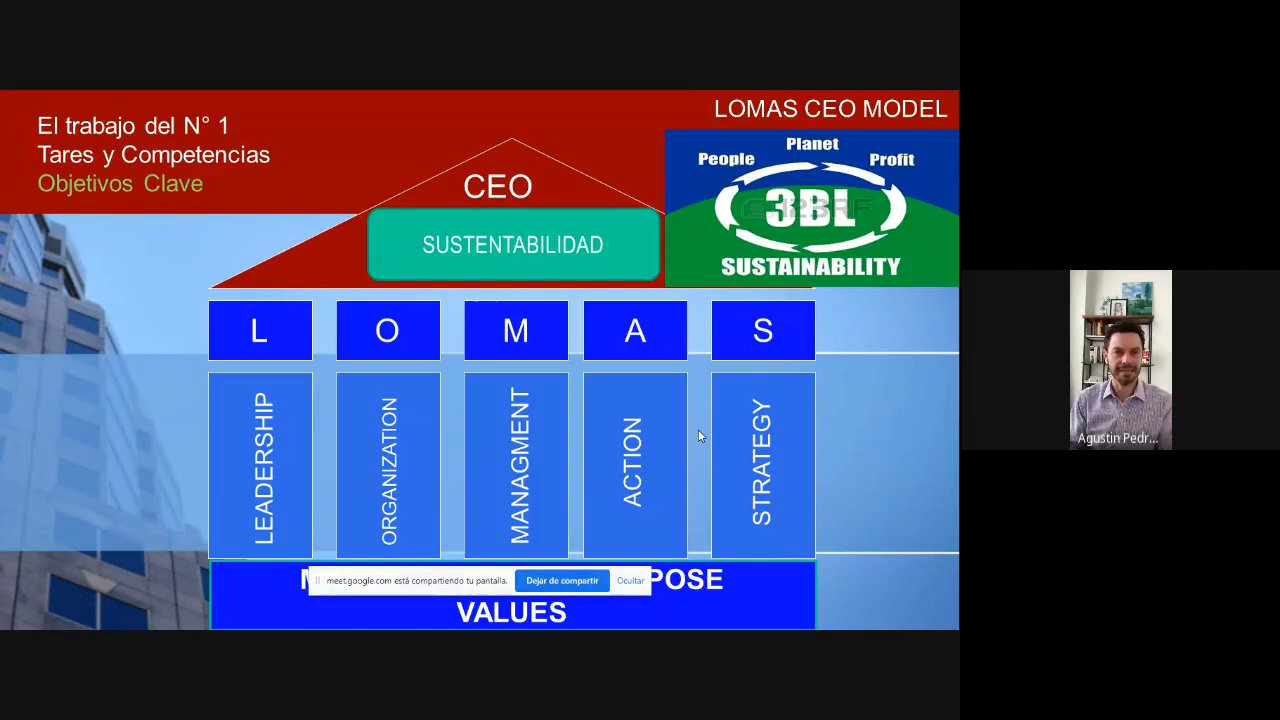 El trabajo del N° 1
Tares y Competencias
Objetivos Clave
LOMAS CEO MODEL
CEO
SUSTENTABILIDAD
People
Planet
Profit
3BL
SUSTAINABILITY
L
O
M
A
S
LEADERSHIP
ORGANIZATION
MANAGMENT
ACTION
STRATEGY
meet.google.com está compartiendo tu pantalla.
Dejar de compartir
Ocultar
POSE
VALUES
Agustin Pedr...